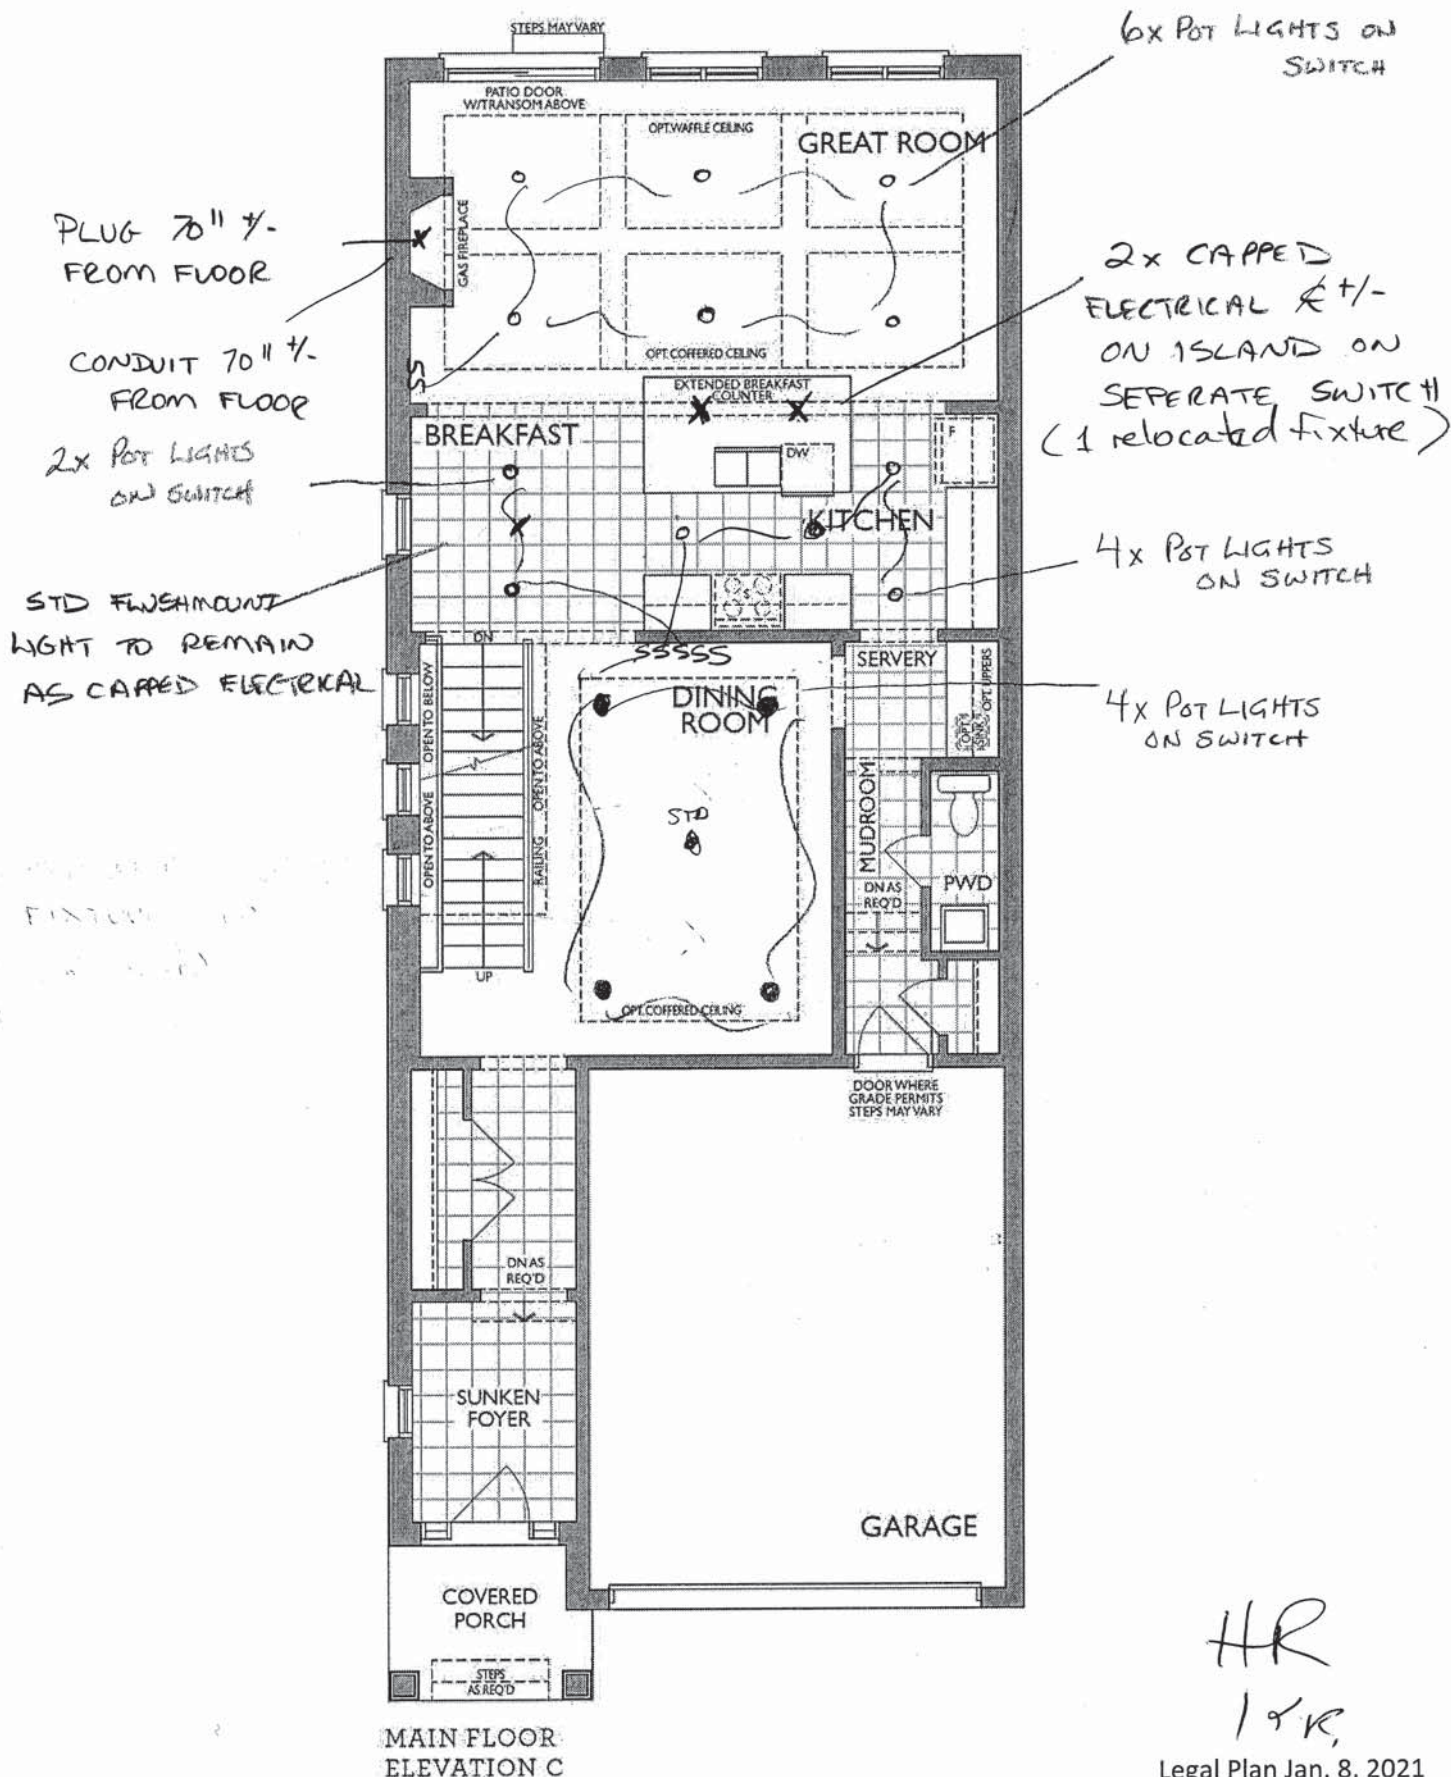 STEPS MAY VARY
6x POT LIGHTS ON
SWITCH
PATIO DOOR
W/TRANSOM ABOVE
OPT. WAFFLE CEILING
GREAT ROOM
GAS FIREPLACE
PLUG 70" +/-
FROM FLOOR
CONDUIT 70" +/-
FROM FLOOR
2x CAPPED
ELECTRICAL ℄ +/-
ON ISLAND ON
SEPERATE SWITCH
(1 relocated fixture)
OPT. COFFERED CEILING
SS
EXTENDED BREAKFAST
COUNTER
BREAKFAST
F
DW
2x POT LIGHTS
ON SWITCH
KITCHEN
4x POT LIGHTS
ON SWITCH
S
STD FLUSHMOUNT
LIGHT TO REMAIN
AS CAPPED ELECTRICAL
DN
SSSSS
SERVERY
OPT. UPPERS
OPT.
SINK
DINING
ROOM
4x POT LIGHTS
ON SWITCH
OPEN TO BELOW
OPEN TO ABOVE
OPEN TO ABOVE
RAILING
STD
MUDROOM
DN AS
REQ'D
PWD
UP
OPT. COFFERED CEILING
DOOR WHERE
GRADE PERMITS
STEPS MAY VARY
DN AS
REQ'D
SUNKEN
FOYER
GARAGE
COVERED
PORCH
STEPS
AS REQ'D
HR
MAIN FLOOR
ELEVATION C
Legal Plan Jan. 8, 2021